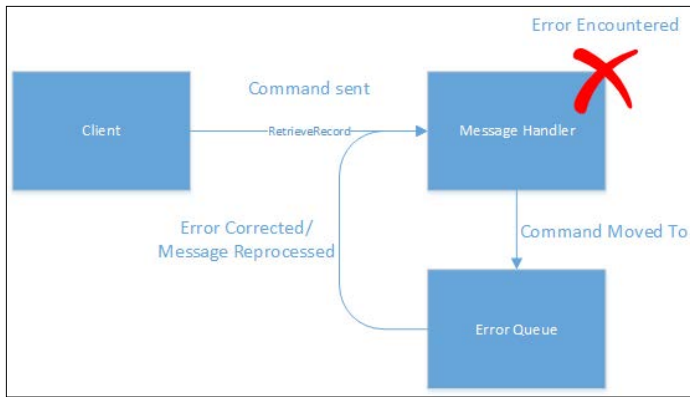 Error Encountered
Command sent
Client
RetrieveRecord
Message Handler
Error Corrected/
Message Reprocessed
Command Moved To
Error Queue